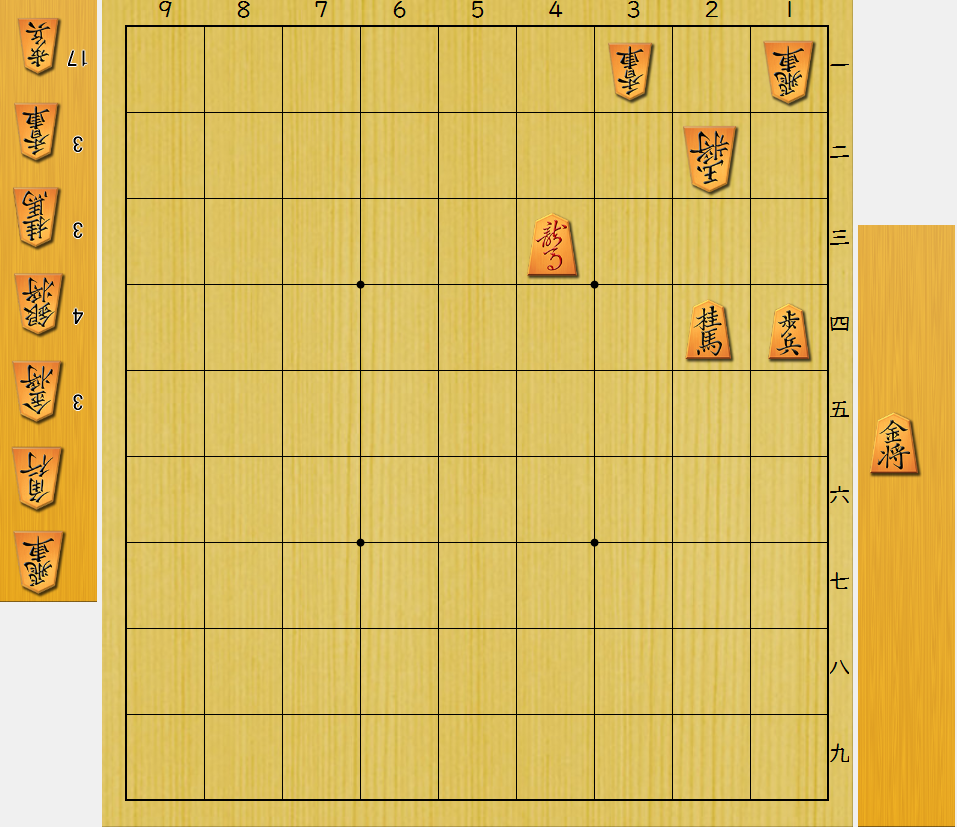 9 8 7 6 5 4 3 2 1
歩兵 17
香車 3
桂馬 3
銀将 4
金将 3
角行
飛車
香車 飛車 一
玉将 二
龍馬 三
桂馬 歩兵 四
五
金将
六
七
八
九